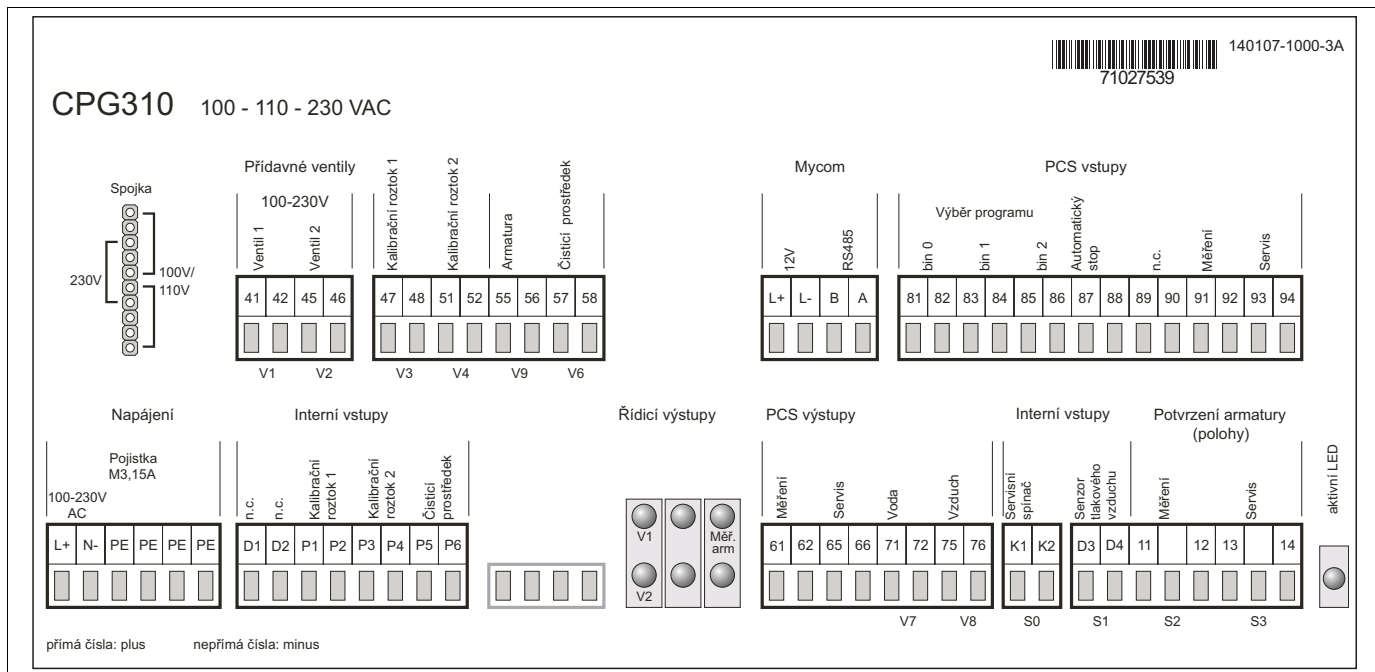 140107-1000-3A
71027539
CPG310 100 - 110 - 230 VAC
Spojka
230V
100V/
110V
Přídavné ventily
100-230V
Ventil 1
Ventil 2
41 42 45 46
V1 V2
Kalibrační roztok 1
Kalibrační roztok 2
Armatura
Čisticí prostředek
47 48 51 52 55 56 57 58
V3 V4 V9 V6
Mycom
12V
RS485
L+ L- B A
PCS vstupy
Výběr programu
bin 0
bin 1
bin 2
Automatický
stop
n.c.
Měření
Servis
81 82 83 84 85 86 87 88 89 90 91 92 93 94
Napájení
Pojistka
M3,15A
100-230V
AC
L+ N- PE PE PE PE
Interní vstupy
n.c.
n.c.
Kalibrační
roztok 1
Kalibrační
roztok 2
Čisticí
prostředek
D1 D2 P1 P2 P3 P4 P5 P6
Řídicí výstupy
V1
Měř.
arm
V2
PCS výstupy
Měření
Servis
Voda
Vzduch
61 62 65 66 71 72 75 76
V7 V8
Interní vstupy
Servisní
spínač
Senzor
tlakového
vzduchu
K1 K2
D3 D4
S0 S1
Potvrzení armatury
(polohy)
Měření
Servis
11 12 13 14
S2 S3
aktivní LED
přímá čísla: plus nepřímá čísla: minus